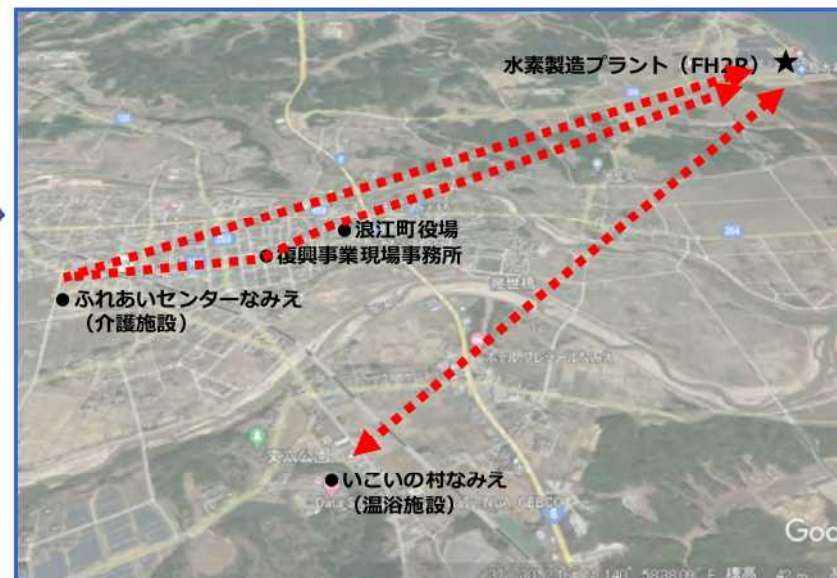 水素製造プラント（FH2R）
★
●浪江町役場
●復興事業現場事務所
●ふれあいセンターなみえ
（介護施設）
●いこいの村なみえ
（温浴施設）
Goo